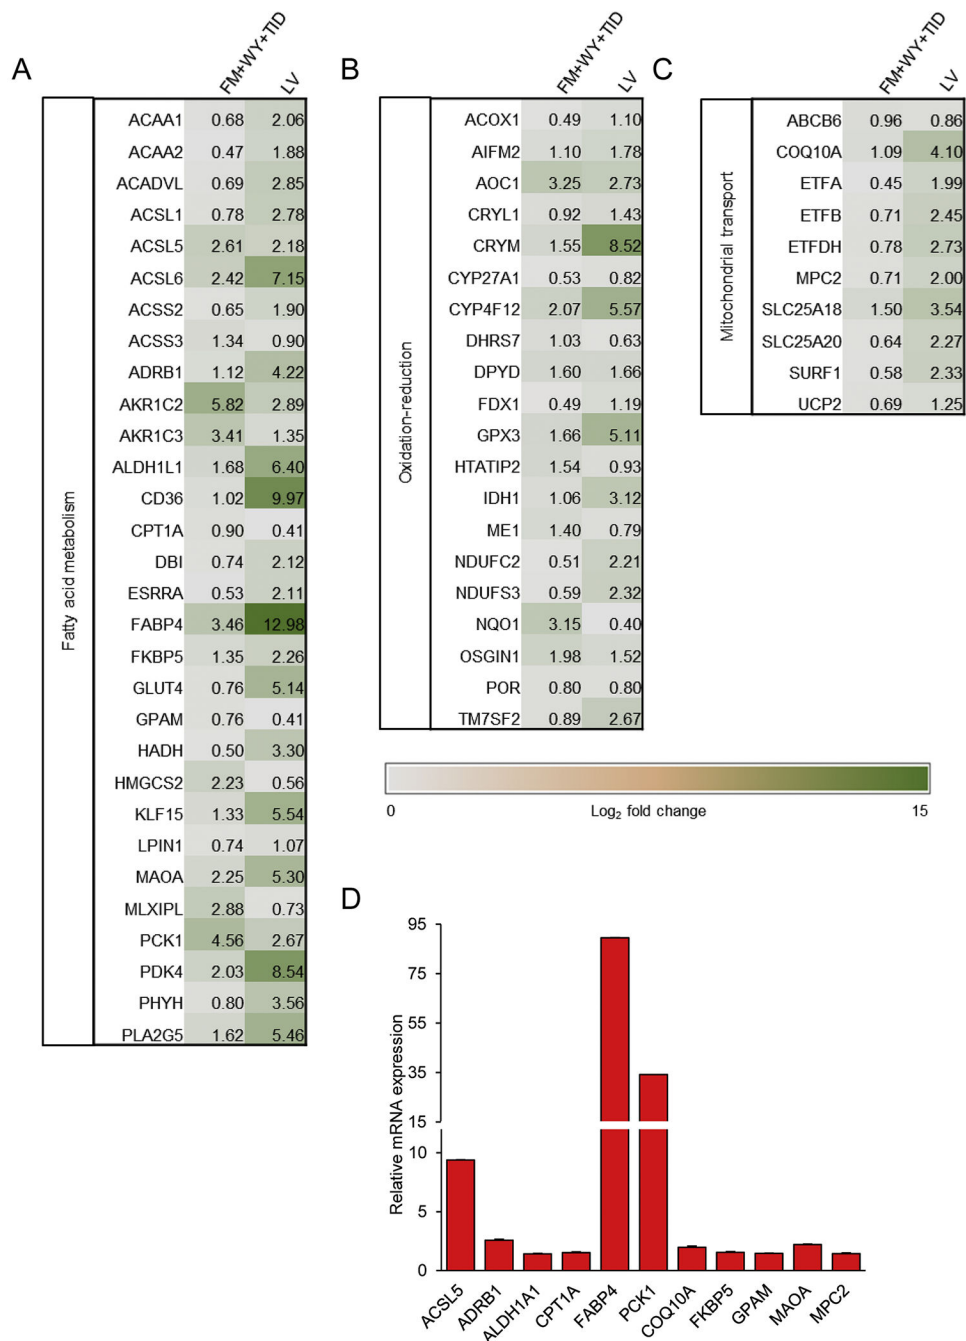 A
FM+WY+TID
LV
Fatty acid metabolism
ACAA1 0.68 2.06
ACAA2 0.47 1.88
ACADVL 0.69 2.85
ACSL1 0.78 2.78
ACSL5 2.61 2.18
ACSL6 2.42 7.15
ACSS2 0.65 1.90
ACSS3 1.34 0.90
ADRB1 1.12 4.22
AKR1C2 5.82 2.89
AKR1C3 3.41 1.35
ALDH1L1 1.68 6.40
CD36 1.02 9.97
CPT1A 0.90 0.41
DBI 0.74 2.12
ESRRA 0.53 2.11
FABP4 3.46 12.98
FKBP5 1.35 2.26
GLUT4 0.76 5.14
GPAM 0.76 0.41
HADH 0.50 3.30
HMGCS2 2.23 0.56
KLF15 1.33 5.54
LPIN1 0.74 1.07
MAOA 2.25 5.30
MLXIPL 2.88 0.73
PCK1 4.56 2.67
PDK4 2.03 8.54
PHYH 0.80 3.56
PLA2G5 1.62 5.46
B
FM+WY+TID
LV
Oxidation-reduction
ACOX1 0.49 1.10
AIFM2 1.10 1.78
AOC1 3.25 2.73
CRYL1 0.92 1.43
CRYM 1.55 8.52
CYP27A1 0.53 0.82
CYP4F12 2.07 5.57
DHRS7 1.03 0.63
DPYD 1.60 1.66
FDX1 0.49 1.19
GPX3 1.66 5.11
HTATIP2 1.54 0.93
IDH1 1.06 3.12
ME1 1.40 0.79
NDUFC2 0.51 2.21
NDUFS3 0.59 2.32
NQO1 3.15 0.40
OSGIN1 1.98 1.52
POR 0.80 0.80
TM7SF2 0.89 2.67
C
FM+WY+TID
LV
Mitochondrial transport
ABCB6 0.96 0.86
COQ10A 1.09 4.10
ETFA 0.45 1.99
ETFB 0.71 2.45
ETFDH 0.78 2.73
MPC2 0.71 2.00
SLC25A18 1.50 3.54
SLC25A20 0.64 2.27
SURF1 0.58 2.33
UCP2 0.69 1.25
0 Log₂ fold change 15
D
Relative mRNA expression
95
75
55
35
15
10
5
0
ACSL5 ADRB1 ALDH1A1 CPT1A FABP4 PCK1 COQ10A FKBP5 GPAM MAOA MPC2